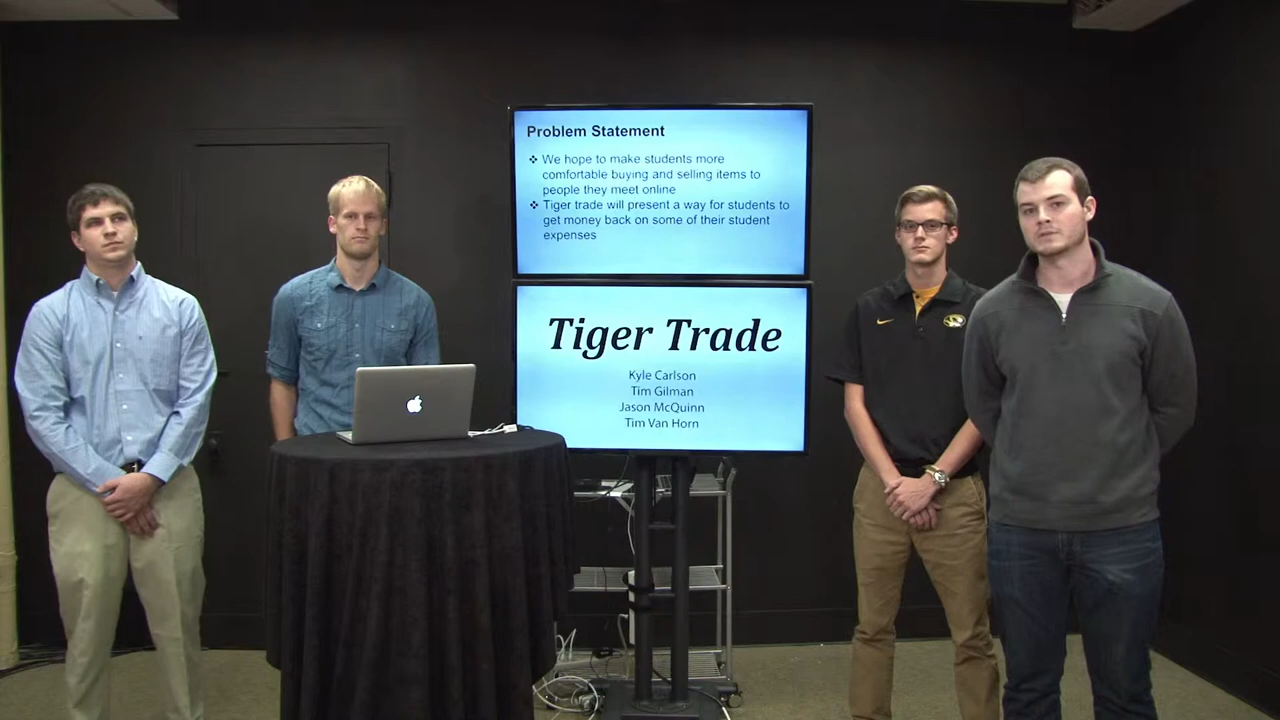 Problem Statement
❖ We hope to make students more
comfortable buying and selling items to
people they meet online
❖ Tiger trade will present a way for students to
get money back on some of their student
expenses
Tiger Trade
Kyle Carlson
Tim Gilman
Jason McQuinn
Tim Van Horn